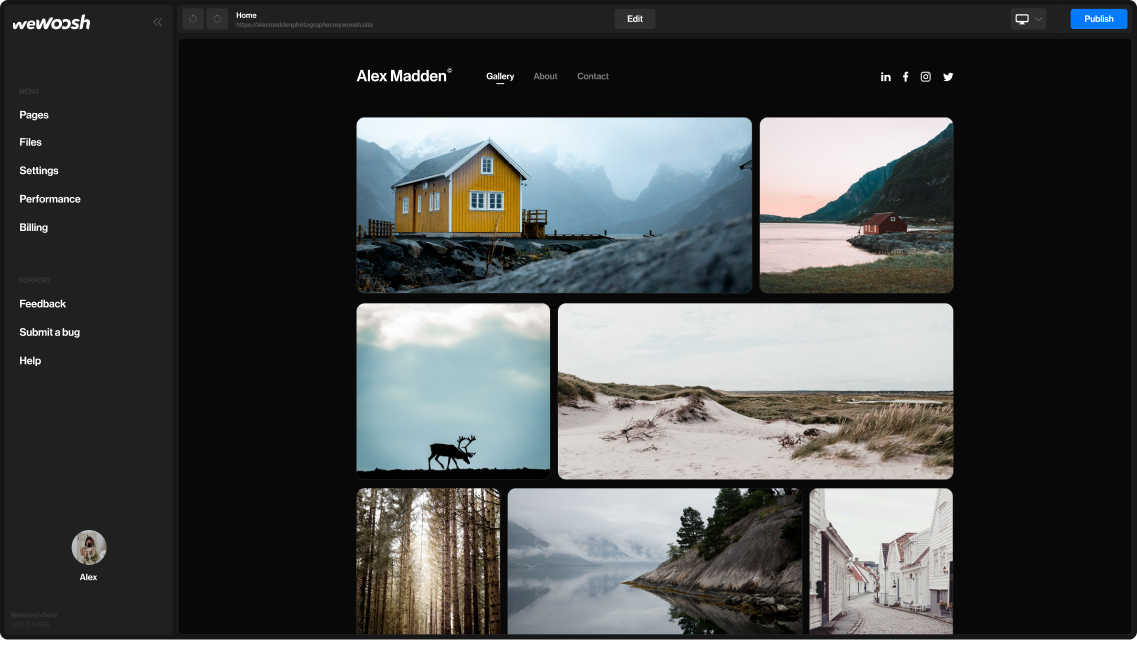 wewoosh
MENU
Pages
Files
Settings
Performance
Billing
SUPPORT
Feedback
Submit a bug
Help
Alex
Wewoosh Beta
Home
https://alexmaddenphotographer.mywoosh.site
Edit
Publish
Alex Madden©
Gallery
About
Contact